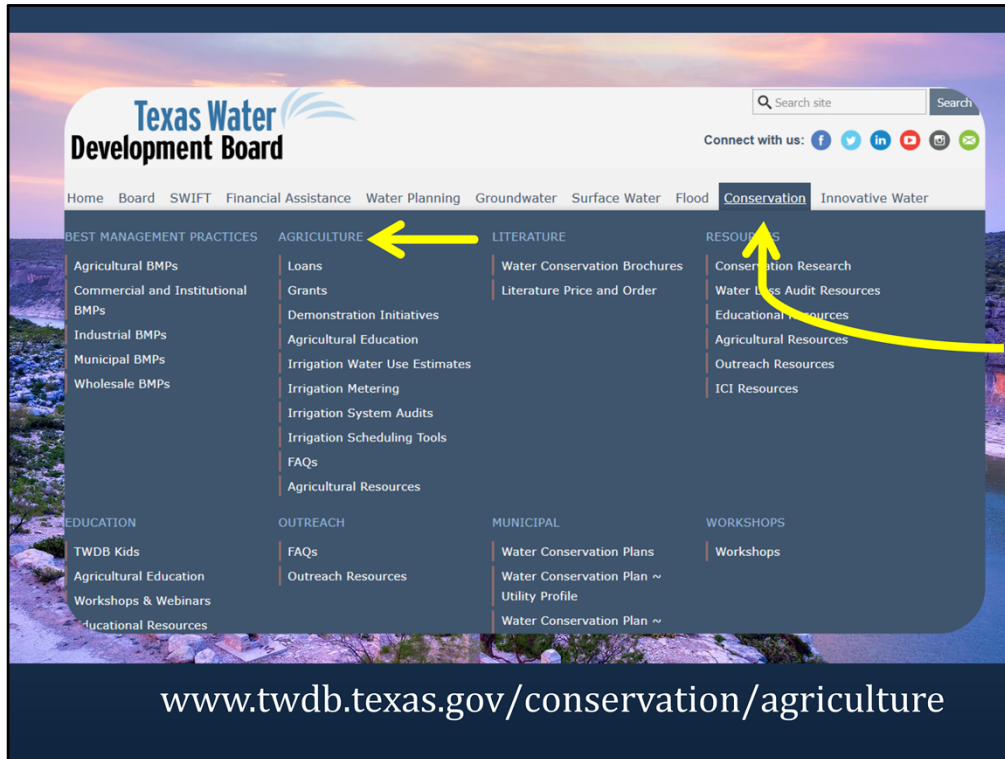 Texas Water
Development Board
Search site
Search
Connect with us:
Home Board SWIFT Financial Assistance Water Planning Groundwater Surface Water Flood Conservation Innovative Water
BEST MANAGEMENT PRACTICES
Agricultural BMPs
Commercial and Institutional
BMPs
Industrial BMPs
Municipal BMPs
Wholesale BMPs
AGRICULTURE
Loans
Grants
Demonstration Initiatives
Agricultural Education
Irrigation Water Use Estimates
Irrigation Metering
Irrigation System Audits
Irrigation Scheduling Tools
FAQs
Agricultural Resources
LITERATURE
Water Conservation Brochures
Literature Price and Order
RESOURCES
Conservation Research
Water Loss Audit Resources
Educational Resources
Agricultural Resources
Outreach Resources
ICI Resources
EDUCATION
TWDB Kids
Agricultural Education
Workshops & Webinars
Educational Resources
OUTREACH
FAQs
Outreach Resources
MUNICIPAL
Water Conservation Plans
Water Conservation Plan ~
Utility Profile
Water Conservation Plan ~
WORKSHOPS
Workshops
www.twdb.texas.gov/conservation/agriculture